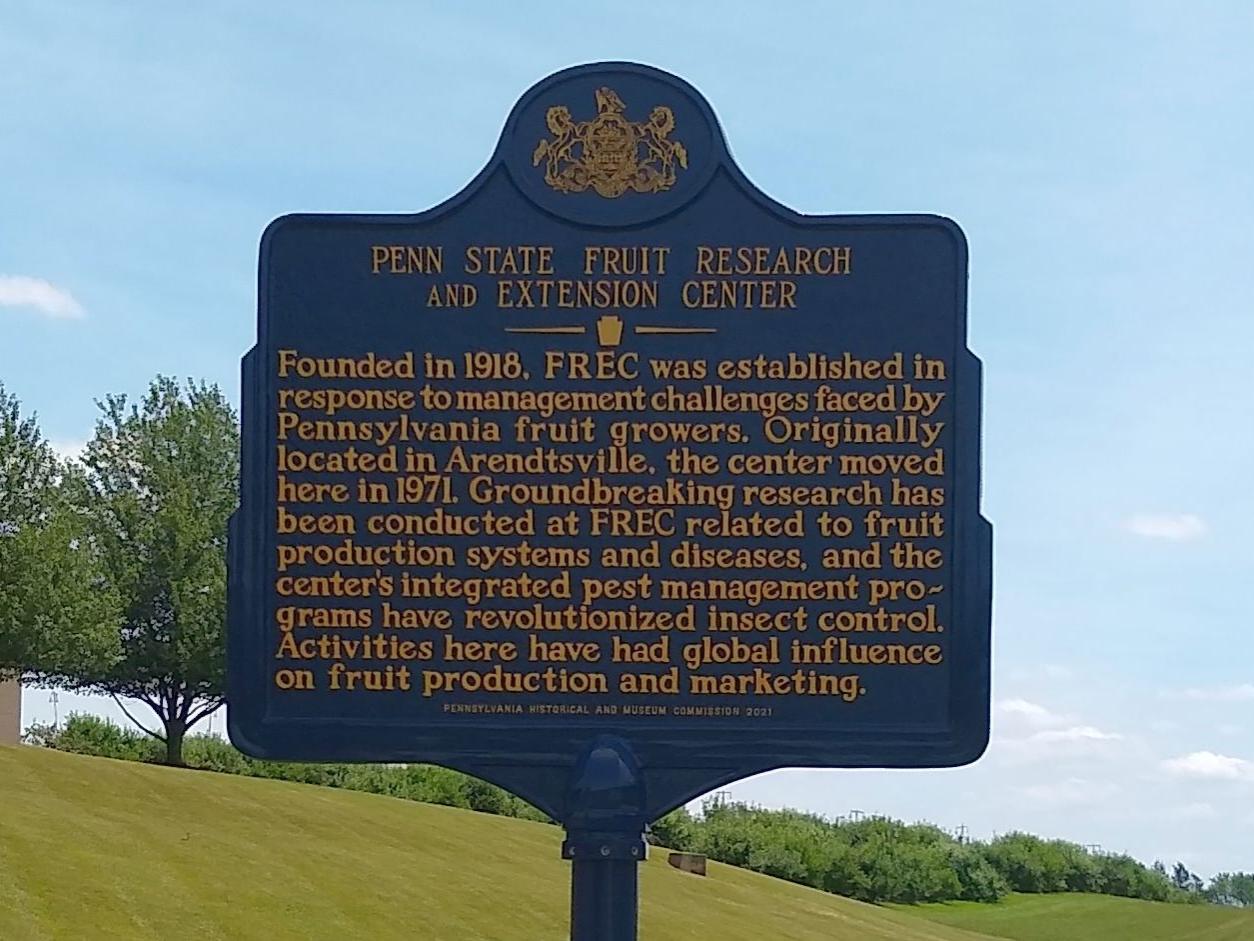 PENN STATE FRUIT RESEARCH
AND EXTENSION CENTER
Founded in 1918, FREC was established in
response to management challenges faced by
Pennsylvania fruit growers. Originally
located in Arendtsville, the center moved
here in 1971. Groundbreaking research has
been conducted at FREC related to fruit
production systems and diseases, and the
center's integrated pest management pro-
grams have revolutionized insect control.
Activities here have had global influence
on fruit production and marketing.
PENNSYLVANIA HISTORICAL AND MUSEUM COMMISSION 2021